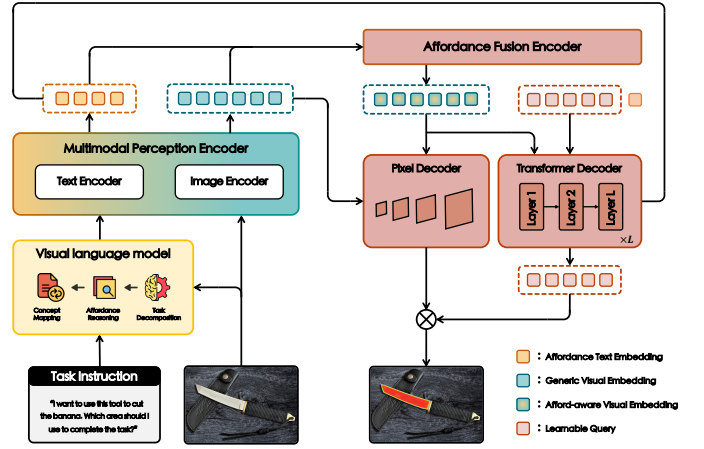 Affordance Fusion Encoder
Multimodal Perception Encoder
Text Encoder
Image Encoder
Pixel Decoder
Transformer Decoder
Layer 1
Layer 2
Layer L
×L
Visual language model
Concept
Mapping
Affordance
Reasoning
Task
Decomposition
Task Instruction
"I want to use this tool to cut
the banana. Which area should I
use to complete the task?"
: Affordance Text Embedding
: Generic Visual Embedding
: Afford-aware Visual Embedding
: Learnable Query